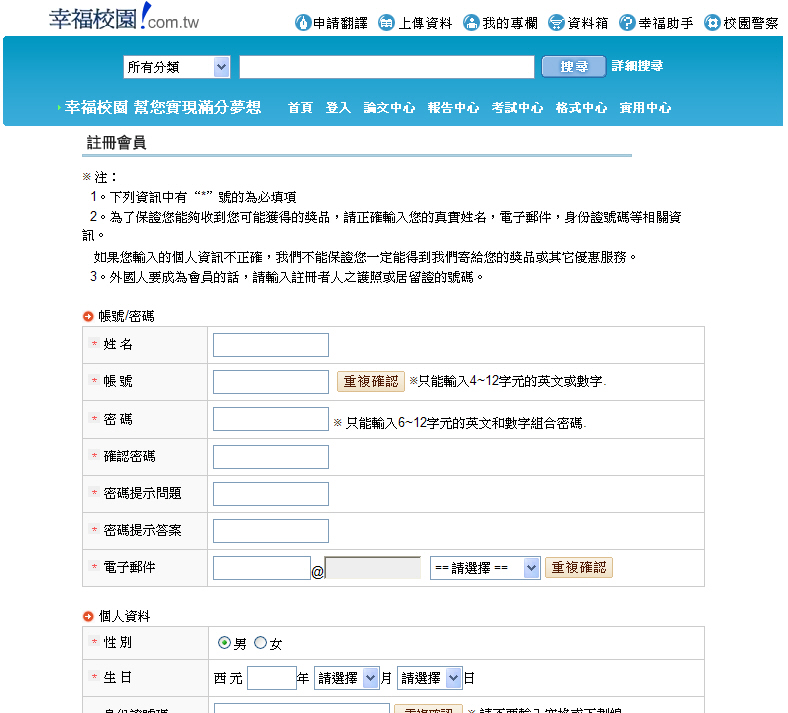 幸福校園!.com.tw
申請翻譯 上傳資料 我的專欄 資料箱 幸福助手 校園警察
所有分類 搜尋 詳細搜尋
幸福校園 幫您實現滿分夢想 首頁 登入 論文中心 報告中心 考試中心 格式中心 實用中心
註冊會員
※ 注：
1。下列資訊中有“*”號的為必填項
2。為了保證您能夠收到您可能獲得的獎品，請正確輸入您的真實姓名，電子郵件，身份證號碼等相關資
訊。
如果您輸入的個人資訊不正確，我們不能保證您一定能得到我們寄給您的獎品或其它優惠服務。
3。外國人要成為會員的話，請輸入註冊者人之護照或居留證的號碼。
帳號/密碼
* 姓 名
* 帳 號 重複確認 ※只能輸入4~12字元的英文或數字.
* 密 碼 ※ 只能輸入6~12字元的英文和數字組合密碼.
* 確認密碼
* 密碼提示問題
* 密碼提示答案
* 電子郵件 @ == 請選擇 == 重複確認
個人資料
* 性 別 男 女
* 生 日 西 元 年 請選擇 月 請選擇 日